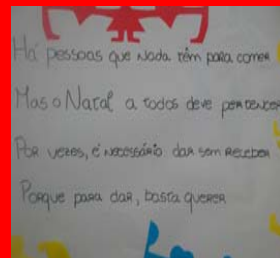 Há pessoas que nada têm para comer
Mas o Natal a todos deve pertencer
Por vezes, é necessário dar sem receber
Porque para dar, basta querer